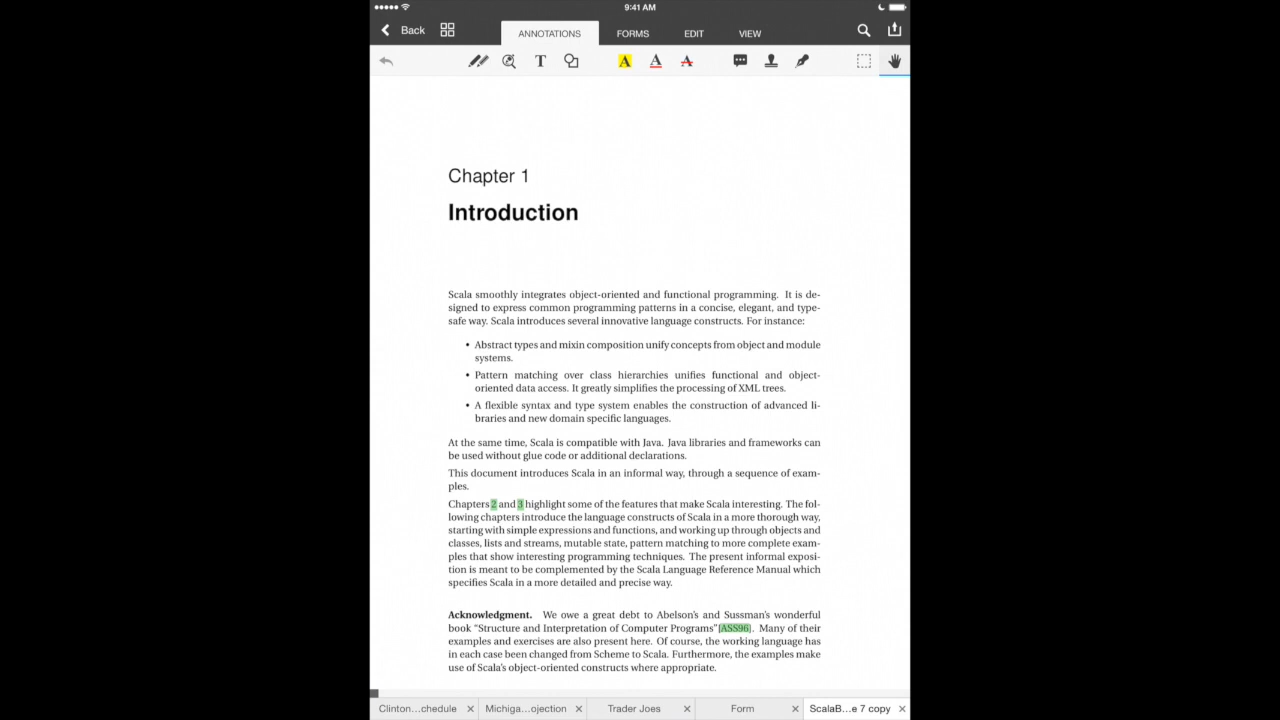 9:41 AM
Back
ANNOTATIONS FORMS EDIT VIEW
T A A A
Chapter 1
Introduction
Scala smoothly integrates object-oriented and functional programming. It is de-
signed to express common programming patterns in a concise, elegant, and type-
safe way. Scala introduces several innovative language constructs. For instance:
• Abstract types and mixin composition unify concepts from object and module
systems.
• Pattern matching over class hierarchies unifies functional and object-
oriented data access. It greatly simplifies the processing of XML trees.
• A flexible syntax and type system enables the construction of advanced li-
braries and new domain specific languages.
At the same time, Scala is compatible with Java. Java libraries and frameworks can
be used without glue code or additional declarations.
This document introduces Scala in an informal way, through a sequence of exam-
ples.
Chapters 2 and 3 highlight some of the features that make Scala interesting. The fol-
lowing chapters introduce the language constructs of Scala in a more thorough way,
starting with simple expressions and functions, and working up through objects and
classes, lists and streams, mutable state, pattern matching to more complete exam-
ples that show interesting programming techniques. The present informal exposi-
tion is meant to be complemented by the Scala Language Reference Manual which
specifies Scala in a more detailed and precise way.
Acknowledgment. We owe a great debt to Abelson's and Sussman's wonderful
book "Structure and Interpretation of Computer Programs"[ASS96]. Many of their
examples and exercises are also present here. Of course, the working language has
in each case been changed from Scheme to Scala. Furthermore, the examples make
use of Scala's object-oriented constructs where appropriate.
Clinton...chedule Michiga...ojection Trader Joes Form ScalaB...e 7 copy